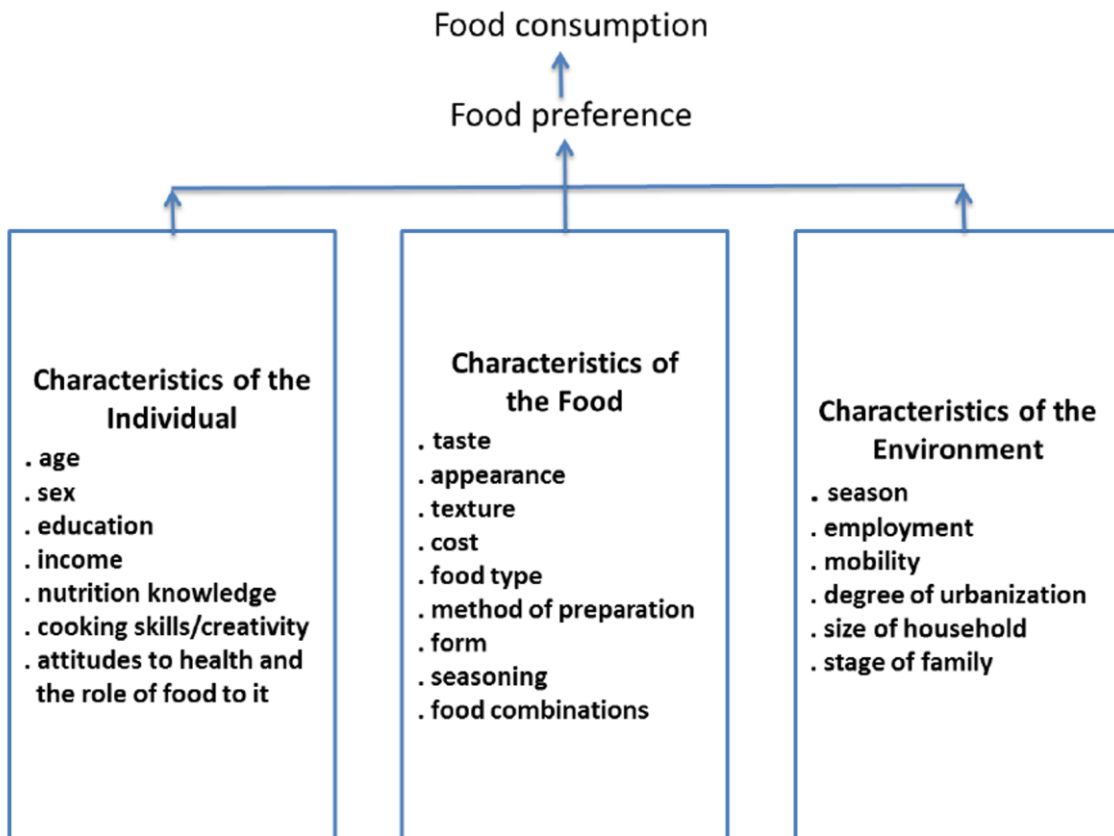 Food consumption
Food preference
Characteristics of the
Individual
. age
. sex
. education
. income
. nutrition knowledge
. cooking skills/creativity
. attitudes to health and
the role of food to it
Characteristics of
the Food
. taste
. appearance
. texture
. cost
. food type
. method of preparation
. form
. seasoning
. food combinations
Characteristics of the
Environment
. season
. employment
. mobility
. degree of urbanization
. size of household
. stage of family